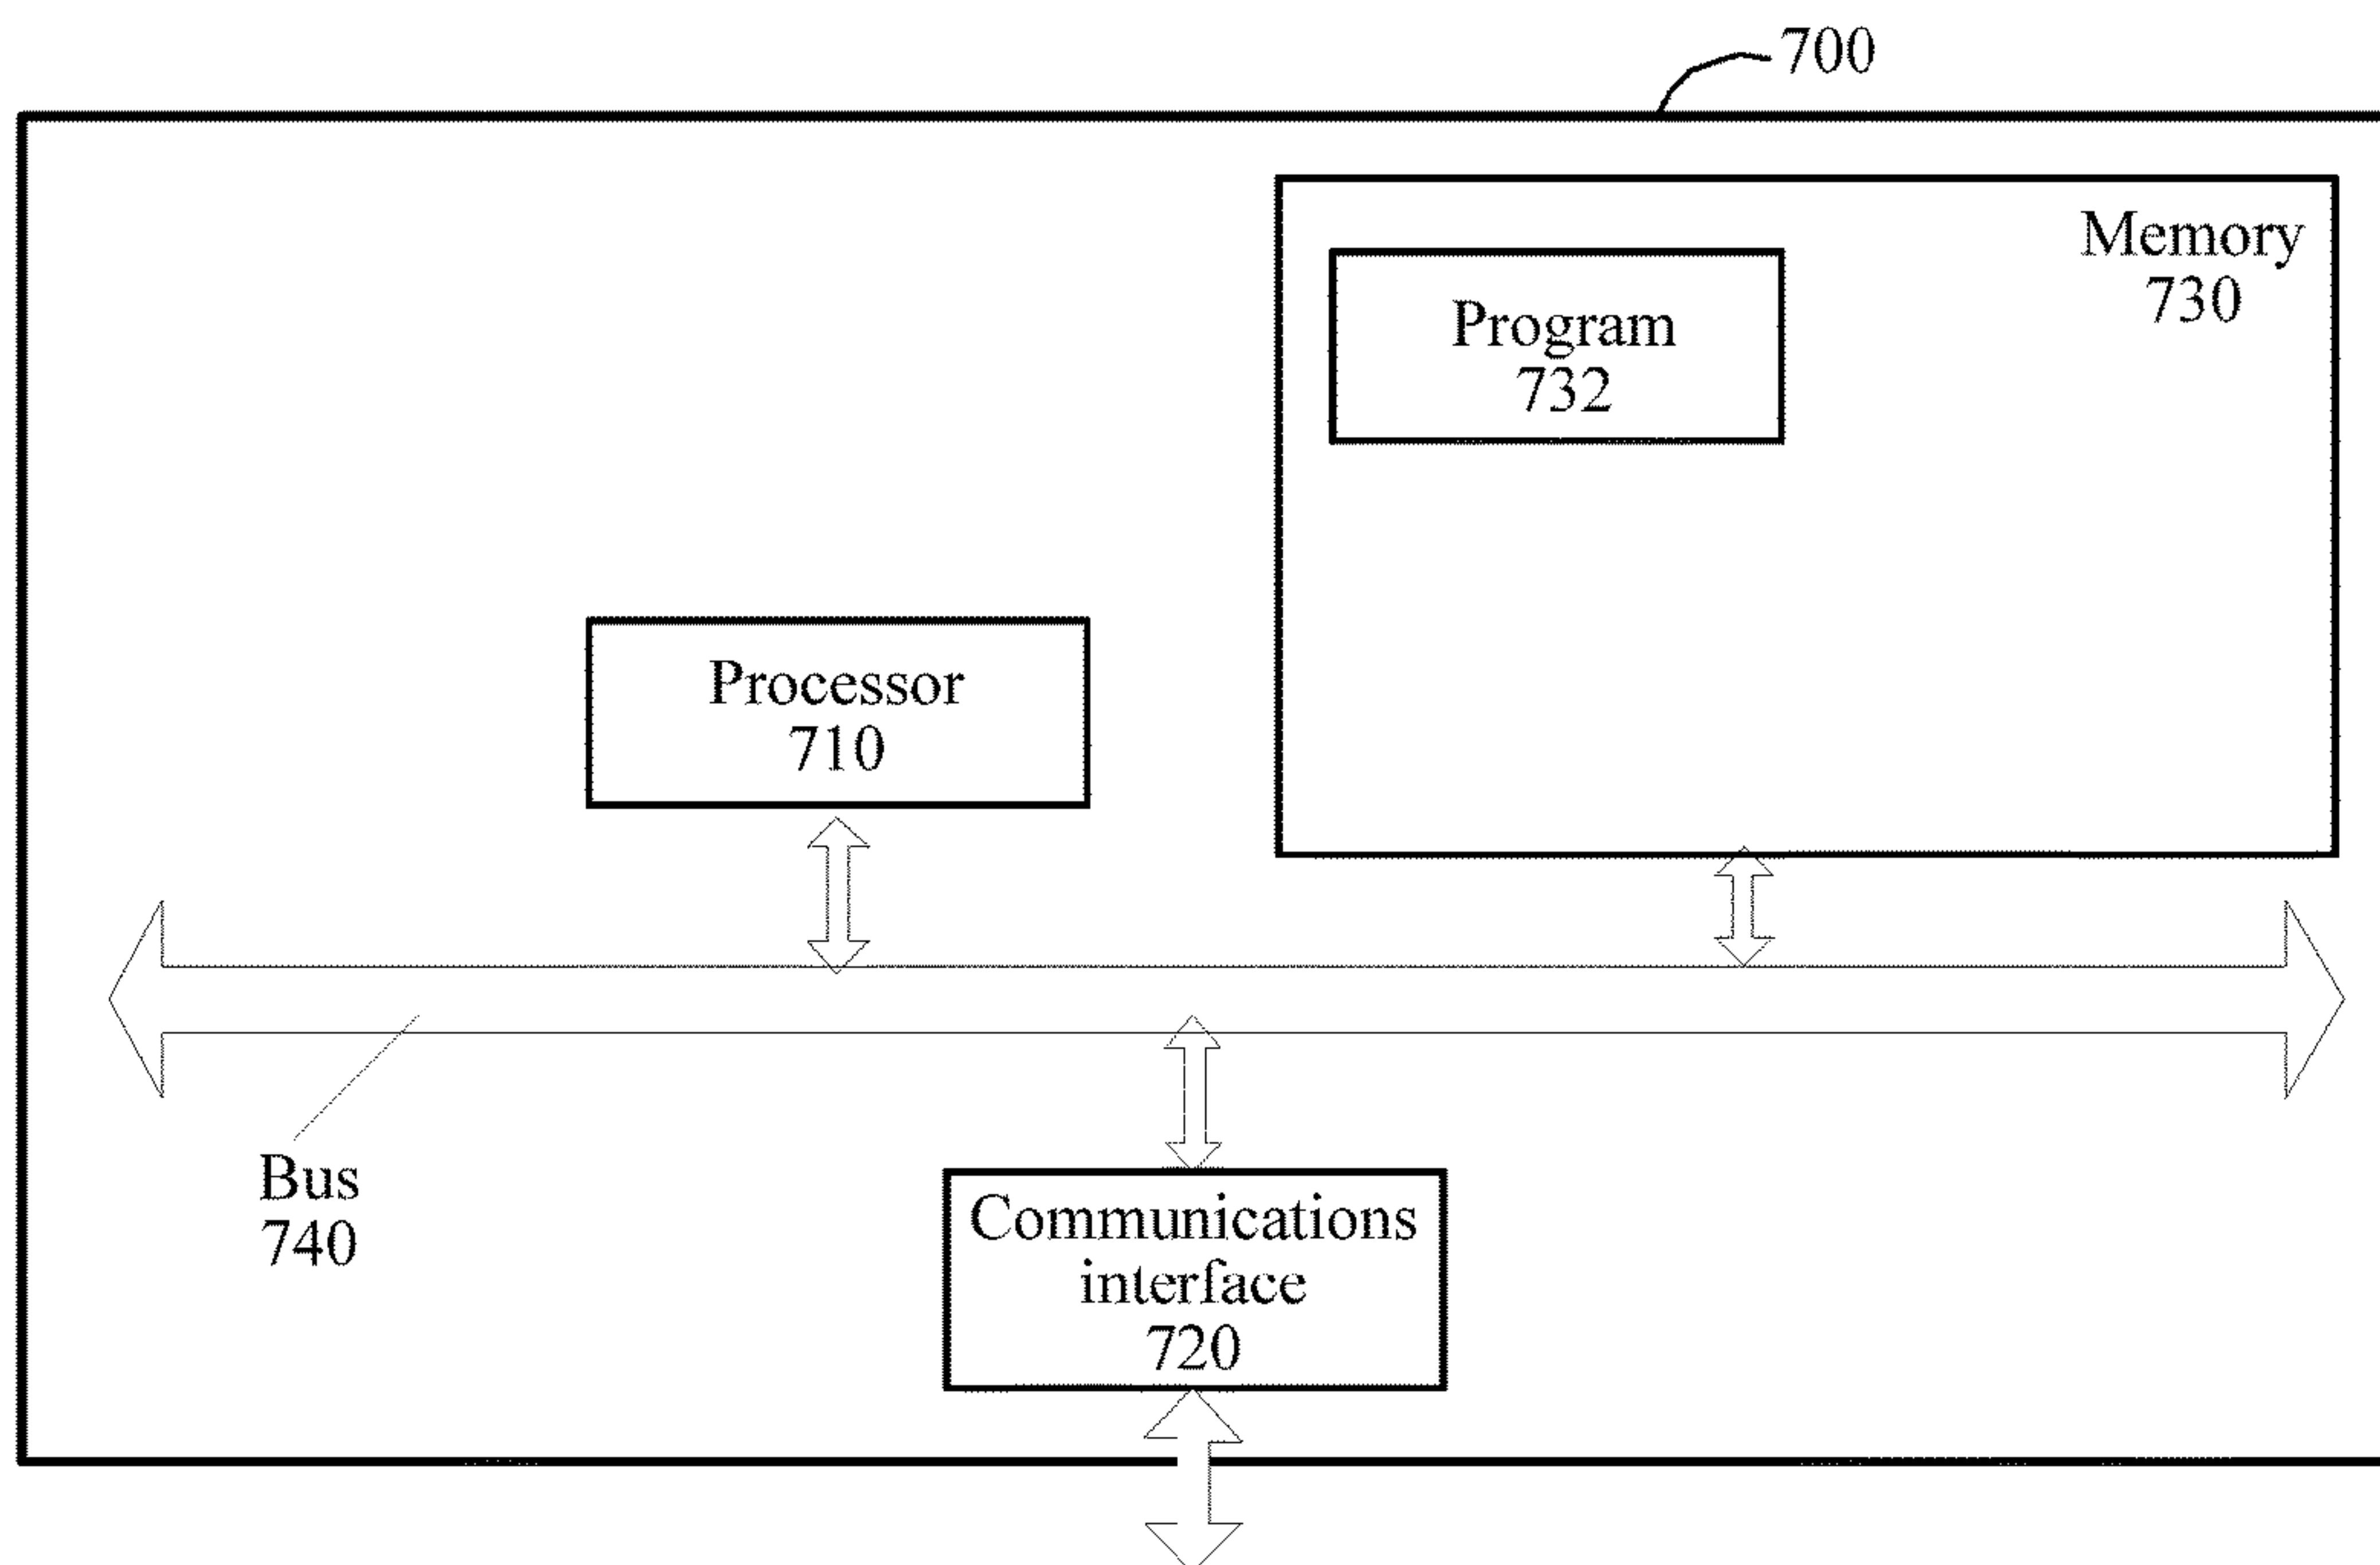 700
Memory
730
Program
732
Processor
710
Bus
740
Communications
interface
720